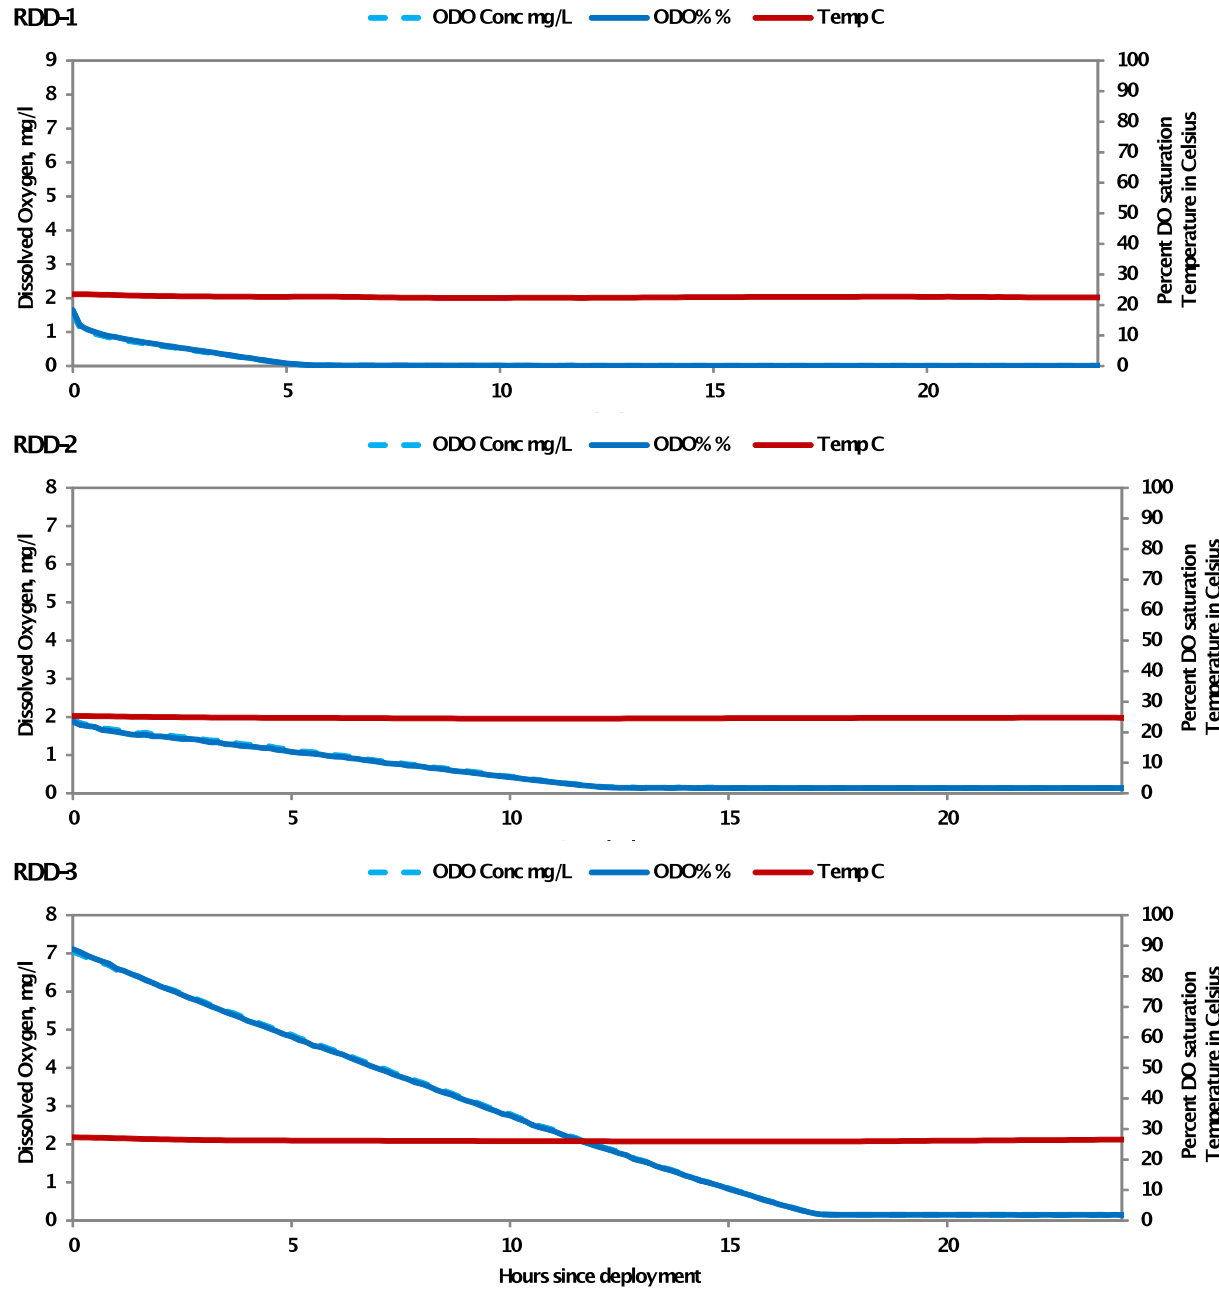 RDD-1
ODO Conc mg/L ODO% % Temp C
9 8 7 6 5 4 3 2 1 0
Dissolved Oxygen, mg/l
100 90 80 70 60 50 40 30 20 10 0
Percent DO saturation
Temperature in Celsius
0 5 10 15 20
RDD-2
ODO Conc mg/L ODO% % Temp C
8 7 6 5 4 3 2 1 0
Dissolved Oxygen, mg/l
100 90 80 70 60 50 40 30 20 10 0
Percent DO saturation
Temperature in Celsius
0 5 10 15 20
RDD-3
ODO Conc mg/L ODO% % Temp C
8 7 6 5 4 3 2 1 0
Dissolved Oxygen, mg/l
100 90 80 70 60 50 40 30 20 10 0
Percent DO saturation
Temperature in Celsius
0 5 10 15 20
Hours since deployment